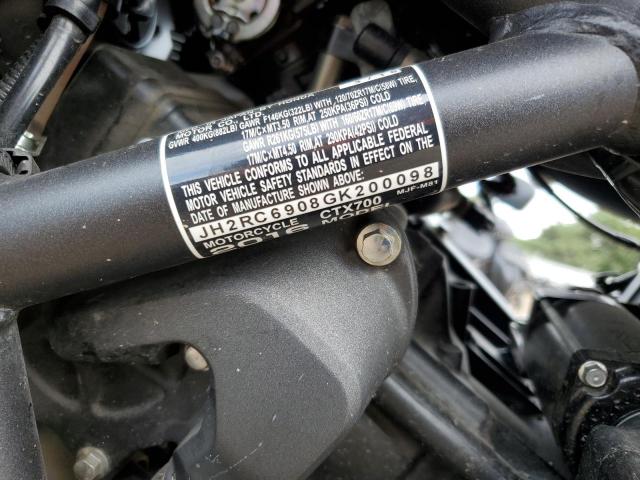 MOTOR CO., LTD.
GVWR 400KG(882LB) GAWR F146KG(322LB) WITH 120/70ZR17M/C(58W) TIRE,
17M/C×MT3.50 RIM, AT 250KPA(36PSI) COLD
GAWR R261KG(575LB) WITH TIRE,
17M/C×MT4.50 RIM, AT 290KPA(42PSI) COLD
THIS VEHICLE CONFORMS TO ALL APPLICABLE FEDERAL
MOTOR VEHICLE SAFETY STANDARDS IN EFFECT ON THE
DATE OF MANUFACTURE SHOWN ABOVE.
JH2RC6908GK200098
MOTORCYCLE CTX700 MJF-M81
2016 MODEL